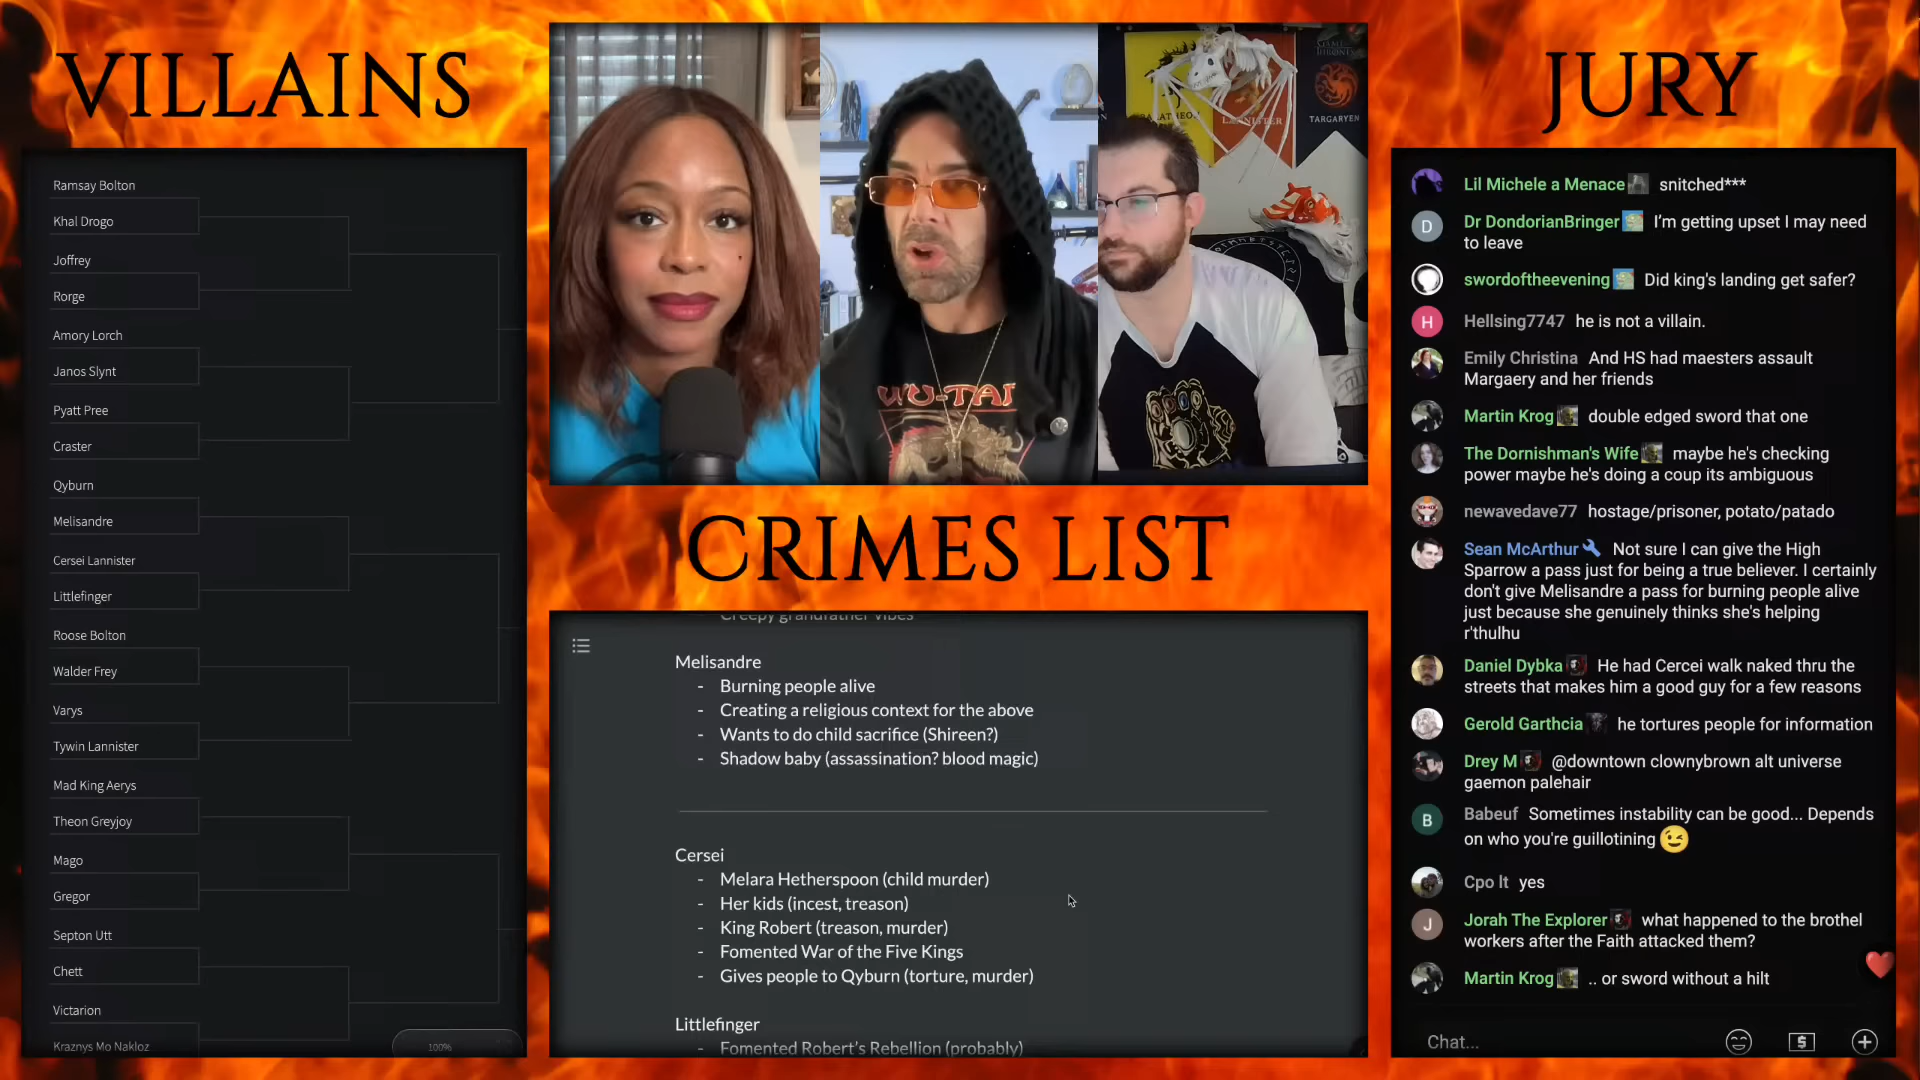 VILLAINS
Ramsay Bolton
Khal Drogo
Joffrey
Rorge
Amory Lorch
Janos Slynt
Pyatt Pree
Craster
Qyburn
Melisandre
Cersei Lannister
Littlefinger
Roose Bolton
Walder Frey
Varys
Tywin Lannister
Mad King Aerys
Theon Greyjoy
Mago
Gregor
Septon Utt
Chett
Victarion
Kraznys Mo Nakloz
100%
GAME
THRONES
LANNISTER
TARGARYEN
WU-TAI
CRIMES LIST
Creepy grandfather vibes
Melisandre
- Burning people alive
- Creating a religious context for the above
- Wants to do child sacrifice (Shireen?)
- Shadow baby (assassination? blood magic)
Cersei
- Melara Hetherspoon (child murder)
- Her kids (incest, treason)
- King Robert (treason, murder)
- Fomented War of the Five Kings
- Gives people to Qyburn (torture, murder)
Littlefinger
- Fomented Robert's Rebellion (probably)
JURY
Lil Michele a Menace snitched***
D Dr DondorianBringer I'm getting upset I may need
to leave
swordoftheevening Did king's landing get safer?
H Hellsing7747 he is not a villain.
Emily Christina And HS had maesters assault
Margaery and her friends
Martin Krog double edged sword that one
The Dornishman's Wife maybe he's checking
power maybe he's doing a coup its ambiguous
newavedave77 hostage/prisoner, potato/patado
Sean McArthur Not sure I can give the High
Sparrow a pass just for being a true believer. I certainly
don't give Melisandre a pass for burning people alive
just because she genuinely thinks she's helping
r'thulhu
Daniel Dybka He had Cercei walk naked thru the
streets that makes him a good guy for a few reasons
Gerold Garthcia he tortures people for information
Drey M @downtown clownybrown alt universe
gaemon palehair
B Babeuf Sometimes instability can be good... Depends
on who you're guillotining 😉
Cpo It yes
J Jorah The Explorer what happened to the brothel
workers after the Faith attacked them?
Martin Krog .. or sword without a hilt
Chat...